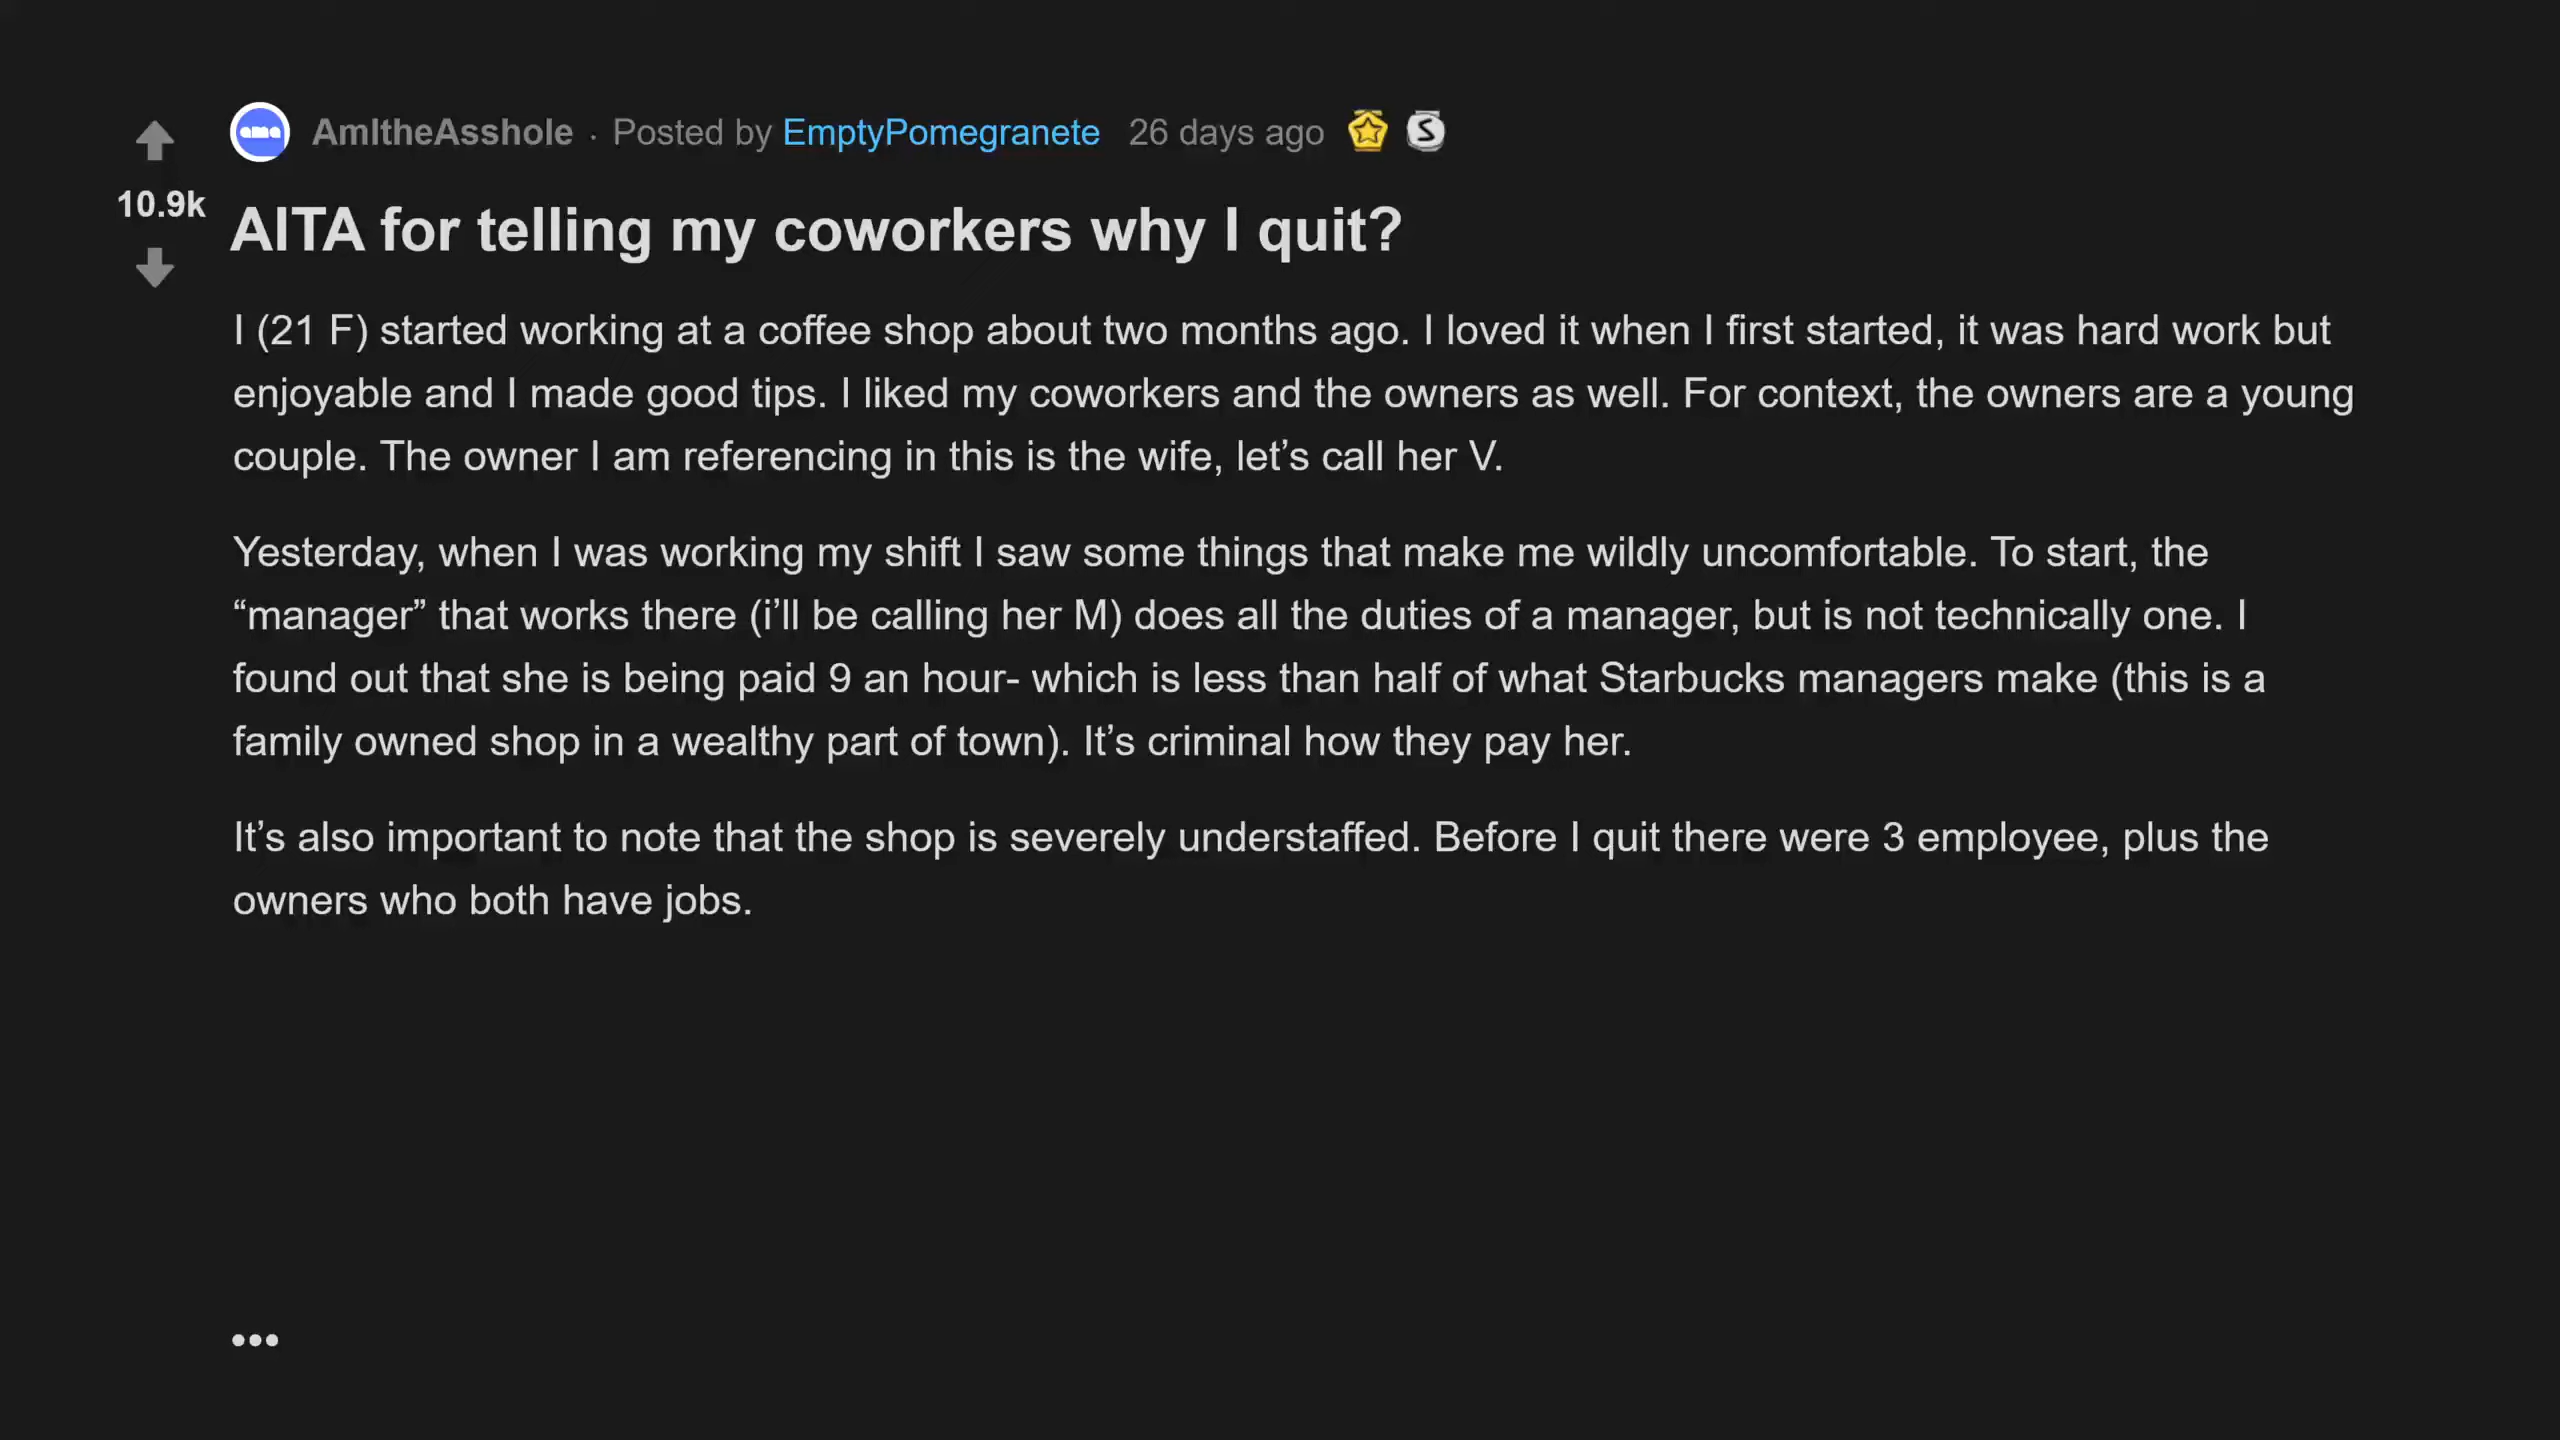 AmItheAsshole · Posted by EmptyPomegranete 26 days ago
10.9k
AITA for telling my coworkers why I quit?
I (21 F) started working at a coffee shop about two months ago. I loved it when I first started, it was hard work but
enjoyable and I made good tips. I liked my coworkers and the owners as well. For context, the owners are a young
couple. The owner I am referencing in this is the wife, let’s call her V.
Yesterday, when I was working my shift I saw some things that make me wildly uncomfortable. To start, the
“manager” that works there (i’ll be calling her M) does all the duties of a manager, but is not technically one. I
found out that she is being paid 9 an hour- which is less than half of what Starbucks managers make (this is a
family owned shop in a wealthy part of town). It’s criminal how they pay her.
It’s also important to note that the shop is severely understaffed. Before I quit there were 3 employee, plus the
owners who both have jobs.
•••